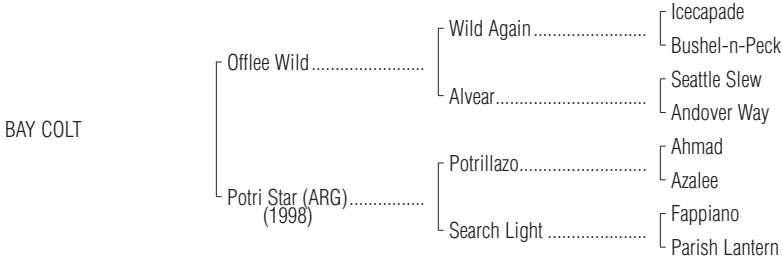 Icecapade
Wild Again
Bushel-n-Peck
Offlee Wild
Seattle Slew
Alvear
Andover Way
BAY COLT
Ahmad
Potrillazo
Azalee
Potri Star (ARG)
(1998)
Fappiano
Search Light
Parish Lantern